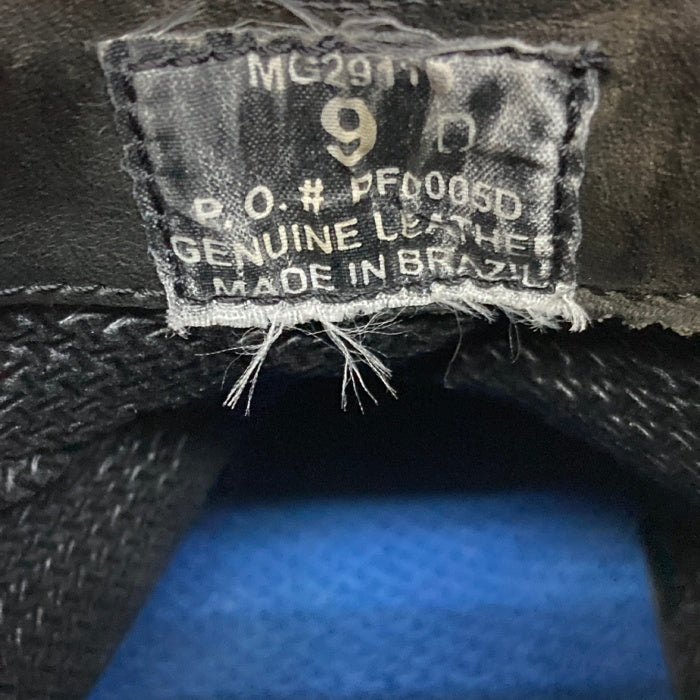 9 D
P.O.# PF0005D
GENUINE LEATHER
MADE IN BRAZIL